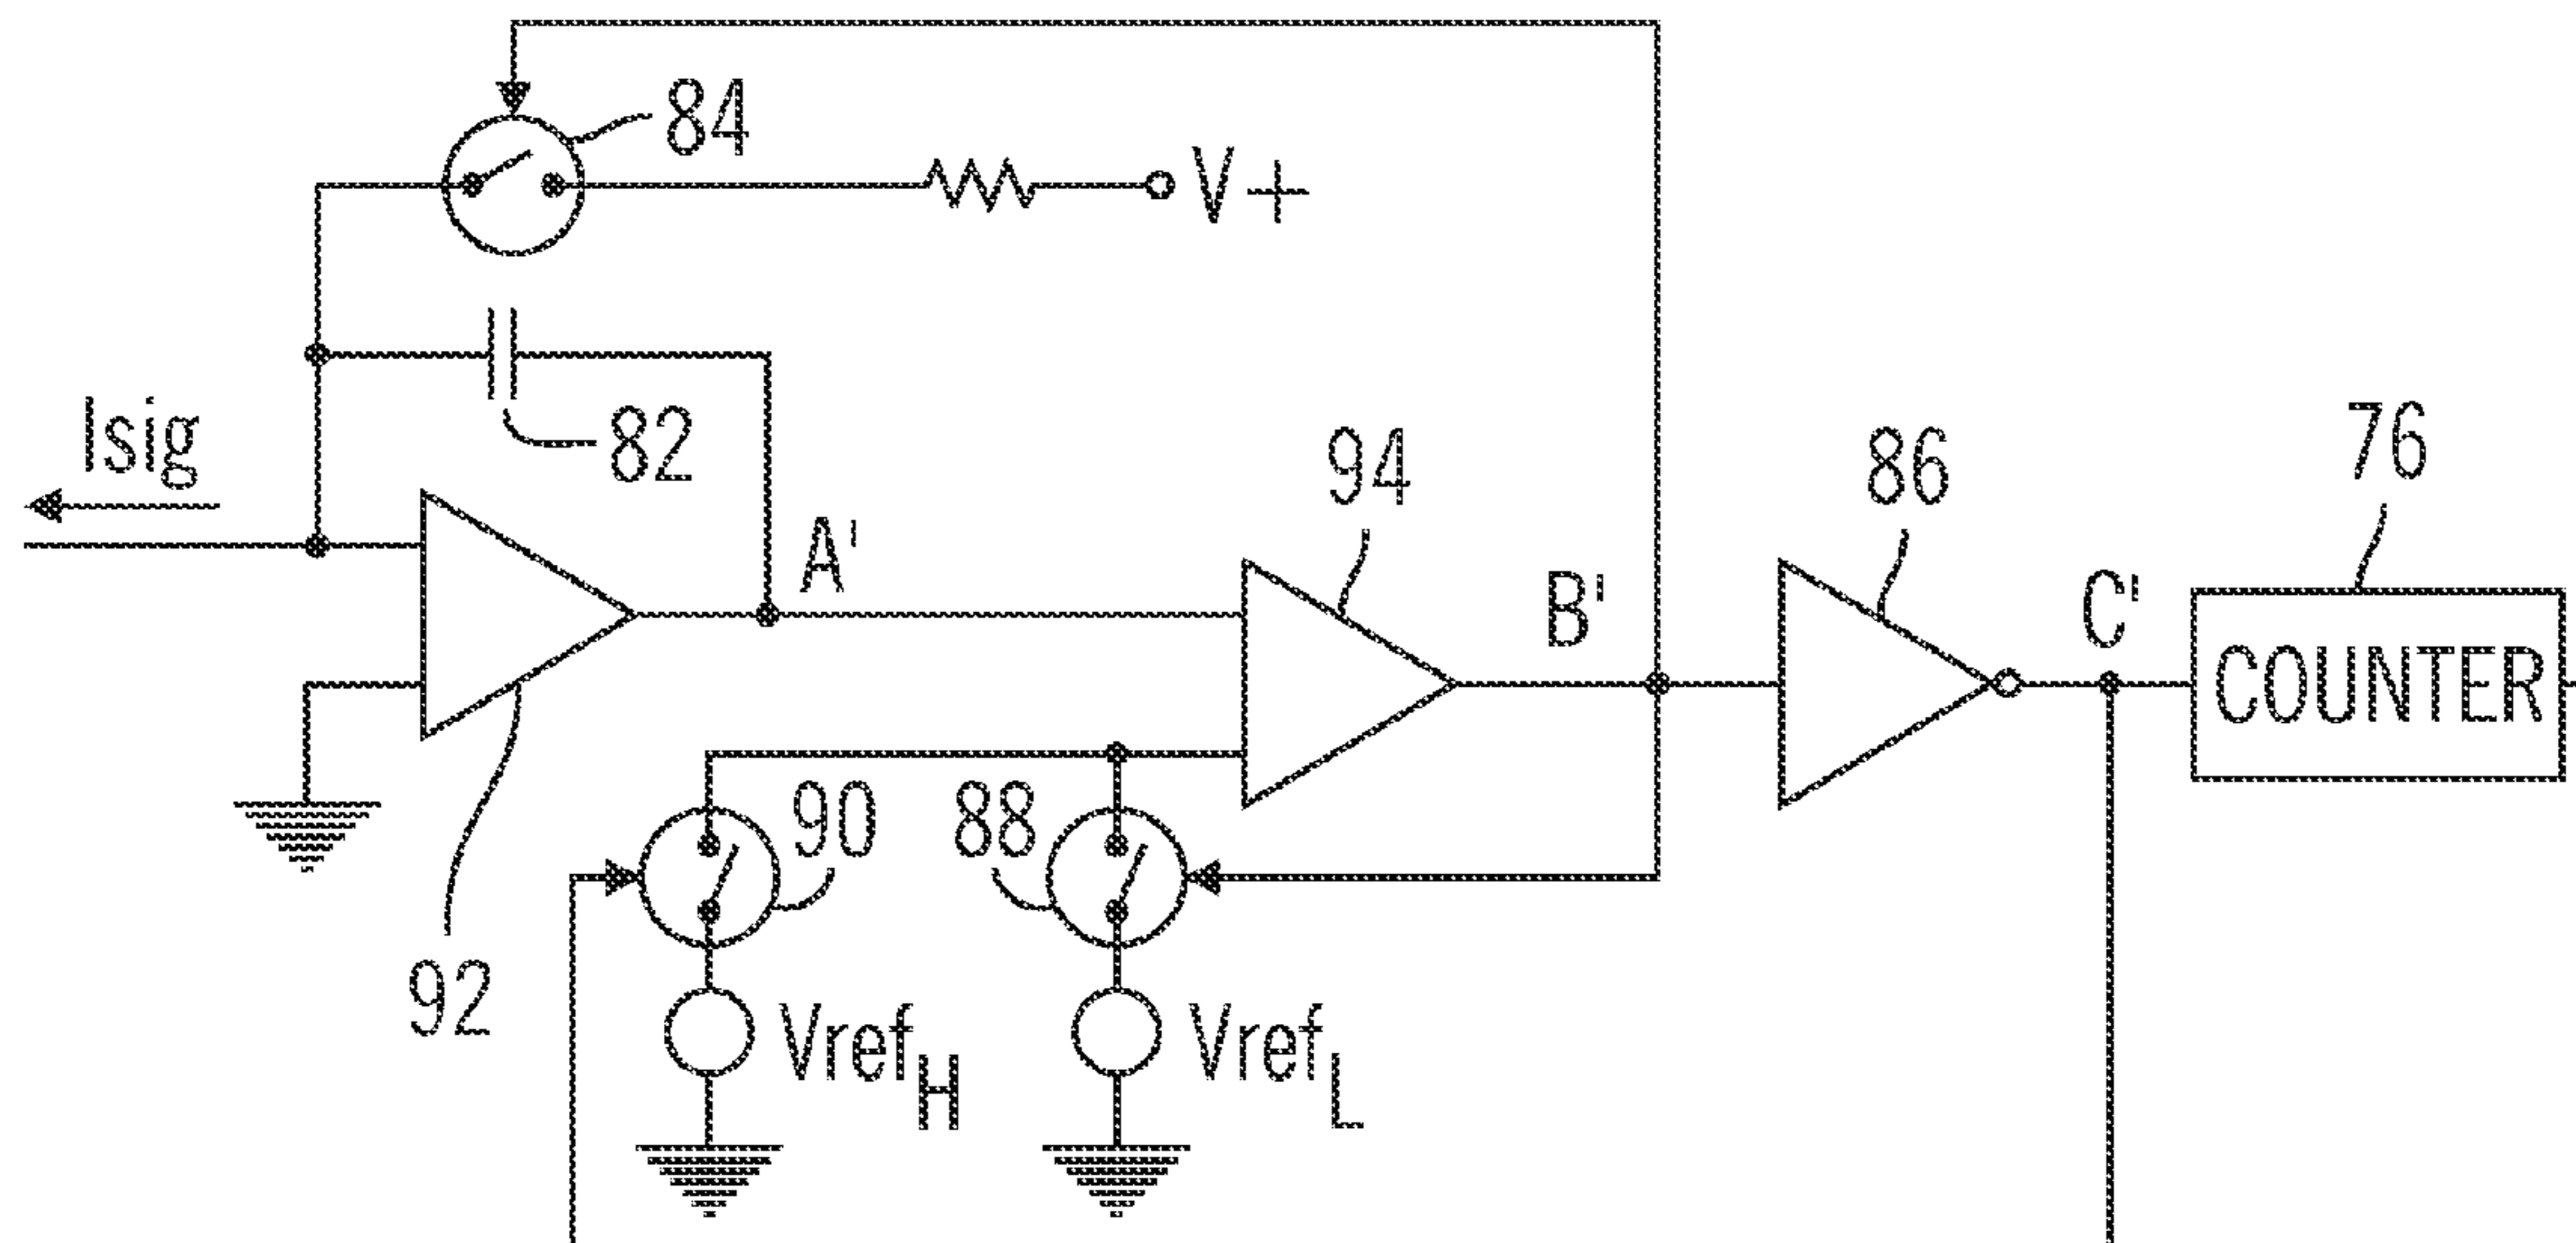 84
V+
Isig
82
94
86
76
A'
B'
C'
COUNTER
90
88
92
VrefH
VrefL